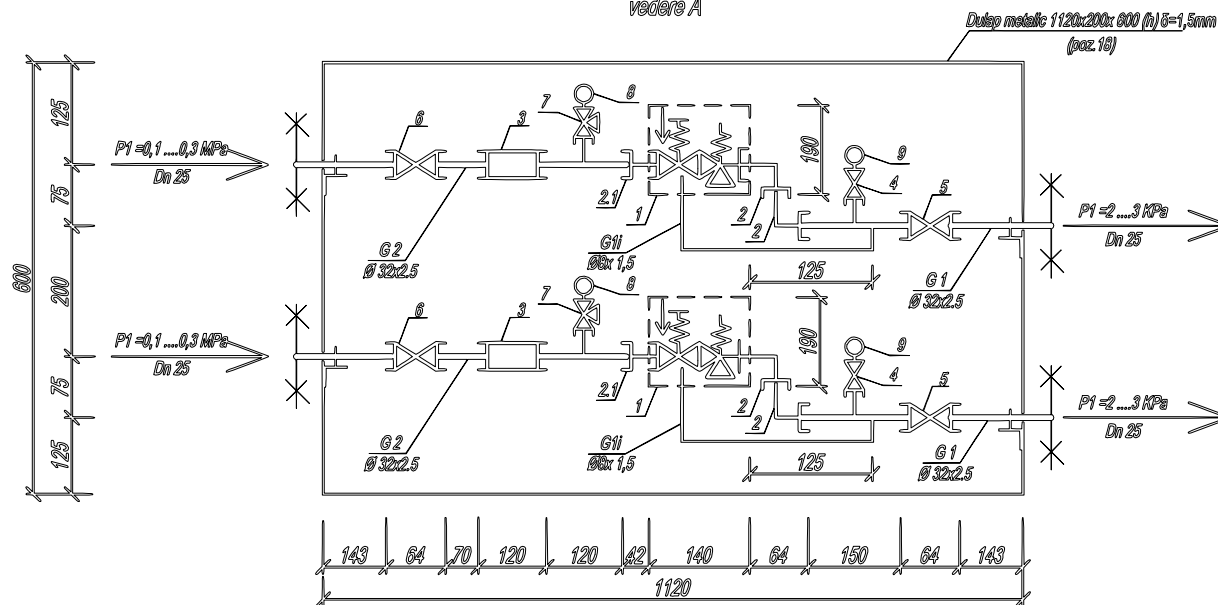 vedere A
Dulap metalic 1120x200x 600 (h) δ=1,5mm
(poz.16)
125
75
200
75
125
600
P1 =0,1 ....0,3 MPa
Dn 25
6
3
7
8
2.1
1
190
2
2
9
4
5
P1 =2 ....3 KPa
Dn 25
G 2
Ø 32x2.5
G1i
Ø8x 1,5
125
G 1
Ø 32x2.5
P1 =0,1 ....0,3 MPa
Dn 25
6
3
7
8
2.1
1
190
2
2
9
4
5
P1 =2 ....3 KPa
Dn 25
G 2
Ø 32x2.5
G1i
Ø8x 1,5
125
G 1
Ø 32x2.5
143
64
70
120
120
42
140
64
150
64
143
1120